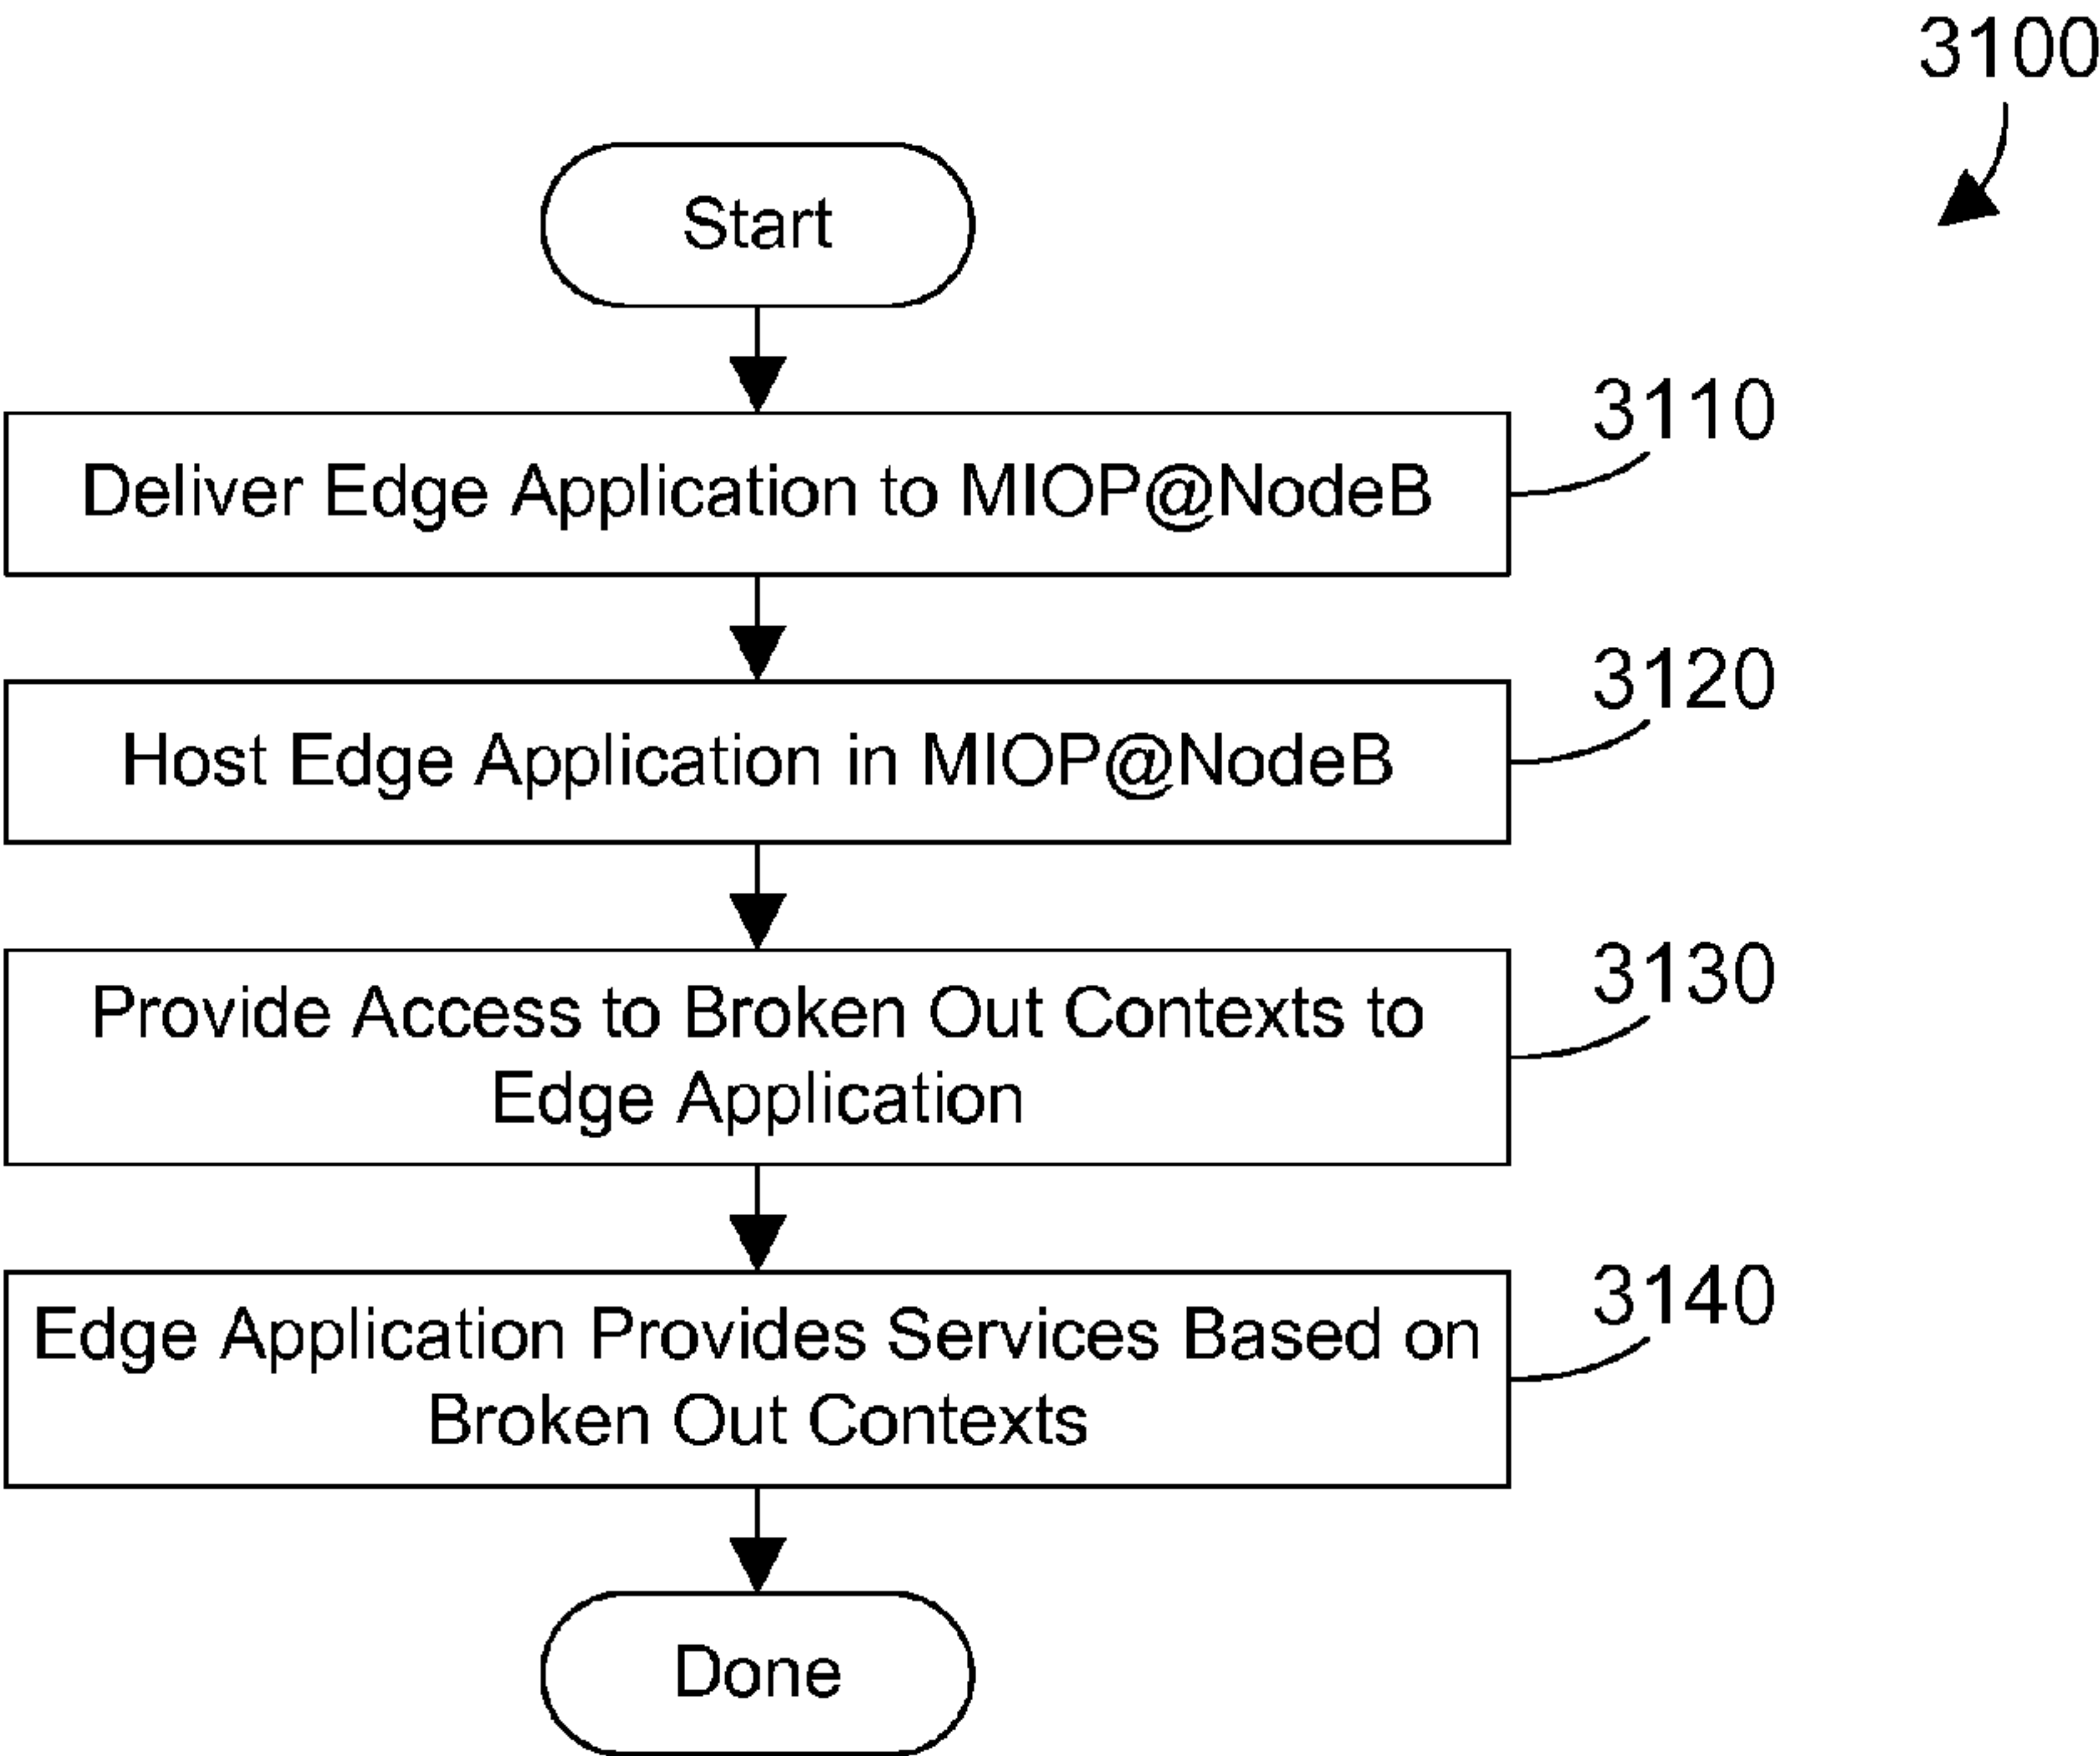 3100
Start
3110
Deliver Edge Application to MIOP@NodeB
3120
Host Edge Application in MIOP@NodeB
3130
Provide Access to Broken Out Contexts to
Edge Application
3140
Edge Application Provides Services Based on
Broken Out Contexts
Done